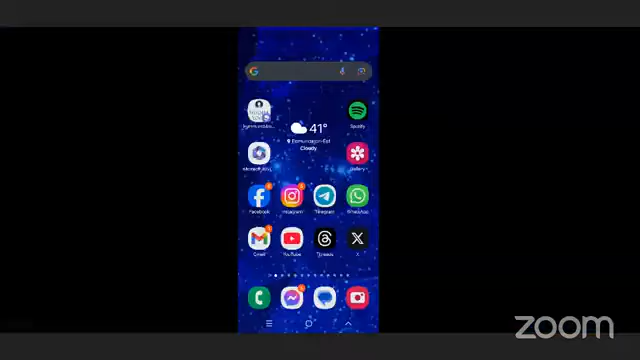 Spotify
41°
Cloudy
Gallery
Facebook
Instagram
Telegram
WhatsApp
Gmail
YouTube
Threads
X
zoom